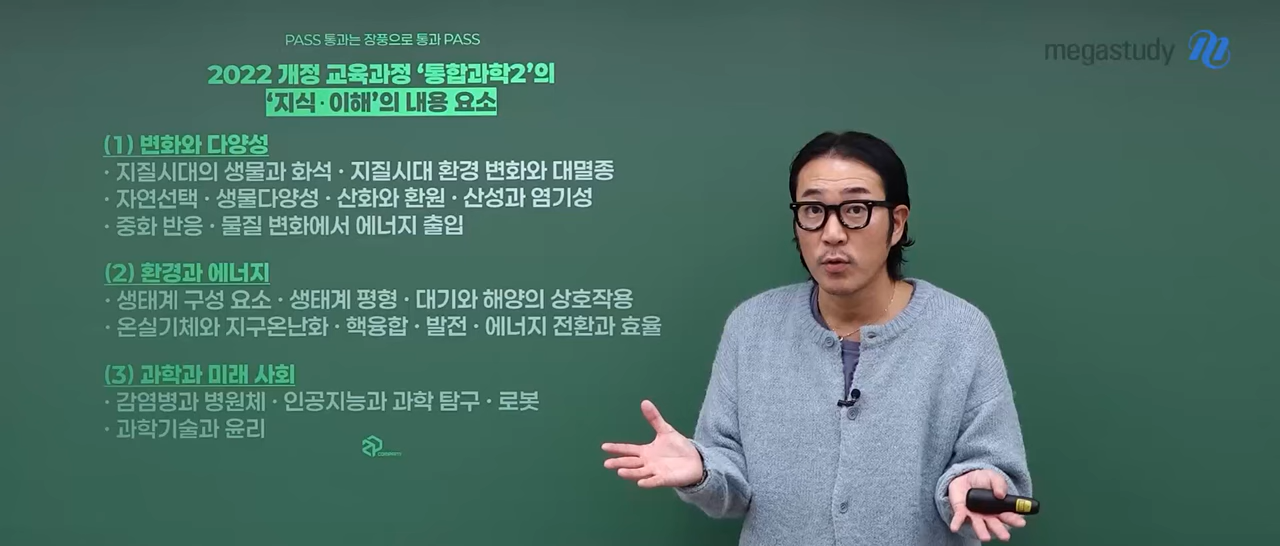 PASS 통과는 장풍으로 통과 PASS
megastudy
2022 개정 교육과정 ‘통합과학2’의
‘지식·이해’의 내용 요소
(1) 변화와 다양성
· 지질시대의 생물과 화석 · 지질시대 환경 변화와 대멸종
· 자연선택 · 생물다양성 · 산화와 환원 · 산성과 염기성
· 중화 반응 · 물질 변화에서 에너지 출입
(2) 환경과 에너지
· 생태계 구성 요소 · 생태계 평형 · 대기와 해양의 상호작용
· 온실기체와 지구온난화 · 핵융합 · 발전 · 에너지 전환과 효율
(3) 과학과 미래 사회
· 감염병과 병원체 · 인공지능과 과학 탐구 · 로봇
· 과학기술과 윤리